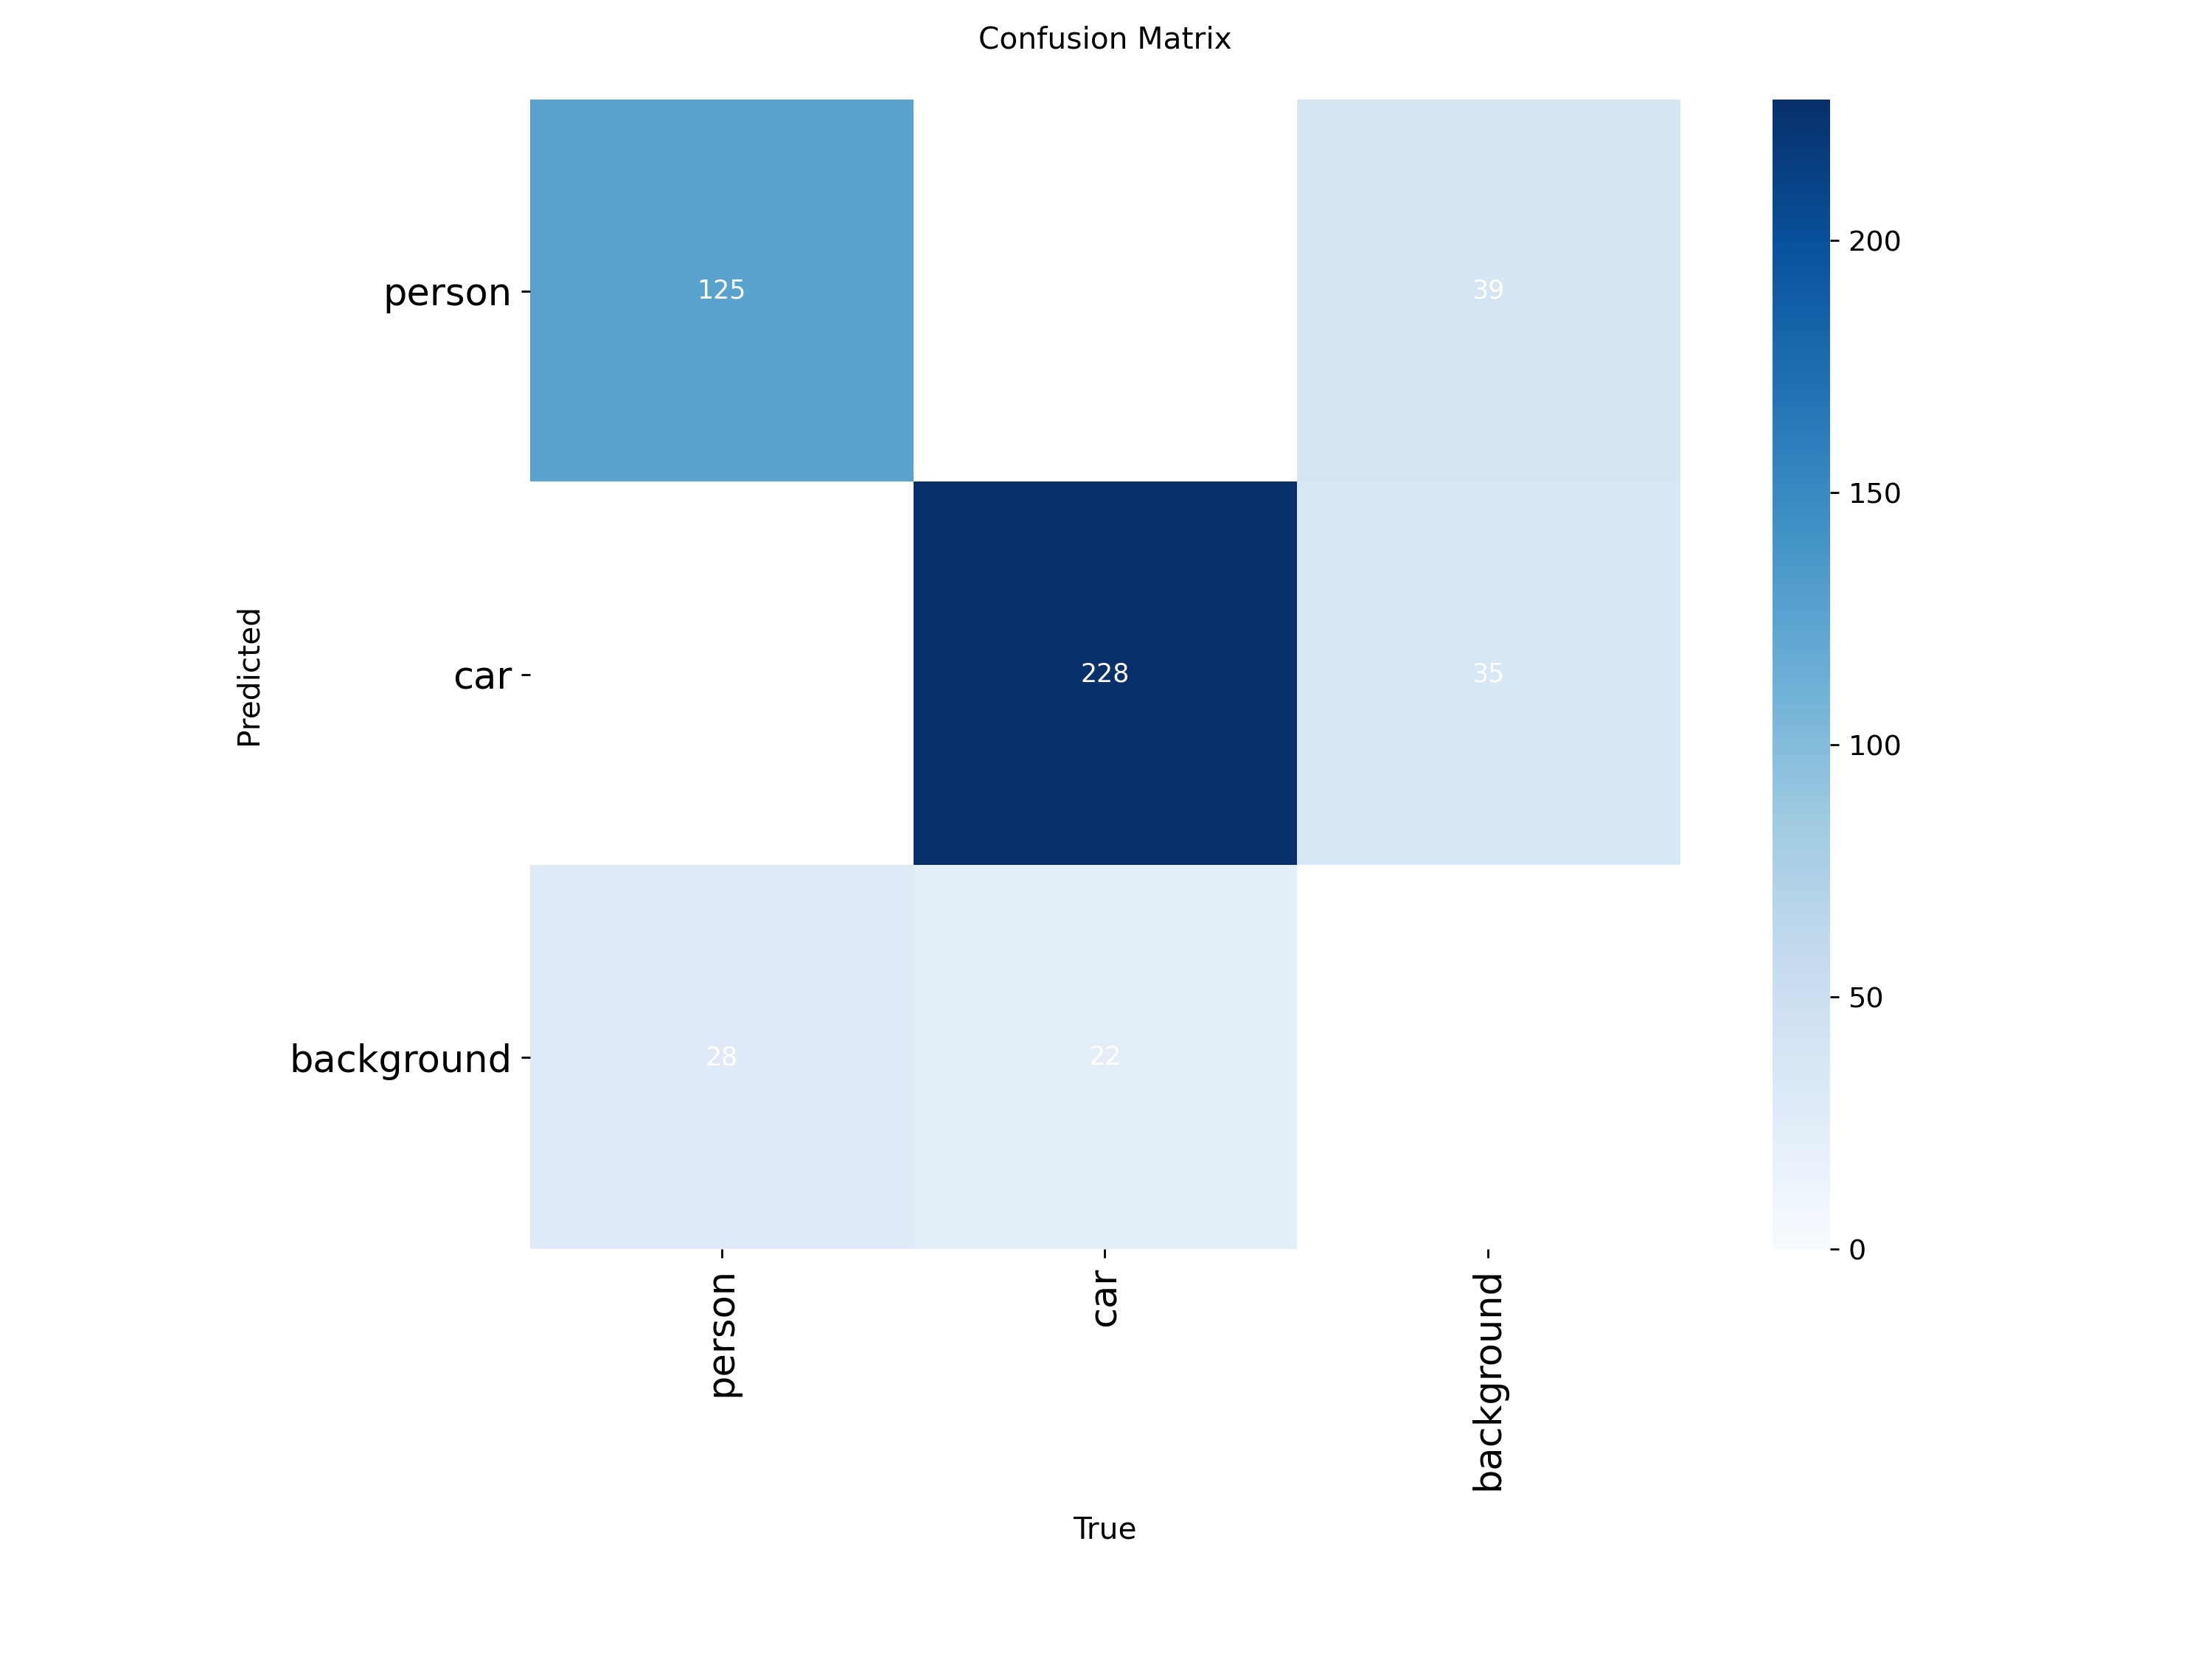 Confusion Matrix
person
125
39
200
150
Predicted
car
228
35
100
background
28
22
50
0
person
car
background
True